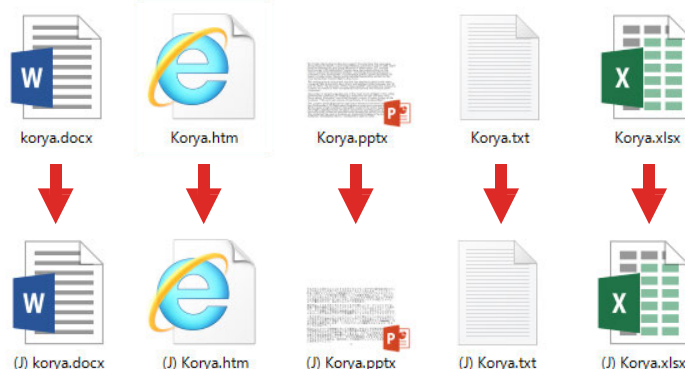 korya.docx
Korya.htm
Korya.pptx
Korya.txt
Korya.xlsx
(J) korya.docx
(J) Korya.htm
(J) Korya.pptx
(J) Korya.txt
(J) Korya.xlsx